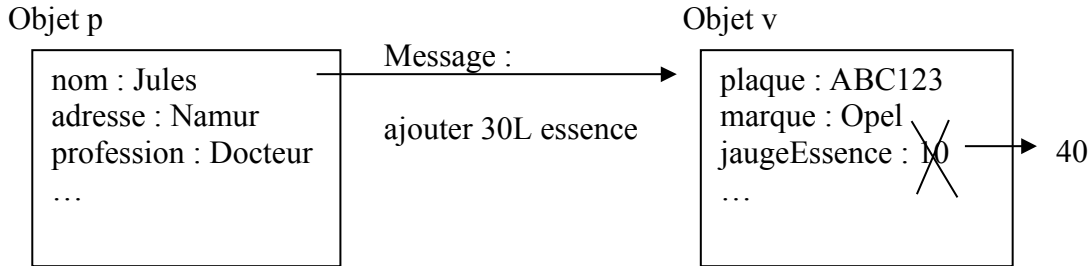 Objet p
Objet v
nom : Jules
adresse : Namur
profession : Docteur
…
Message :
ajouter 30L essence
plaque : ABC123
marque : Opel
jaugeEssence : 10
…
40